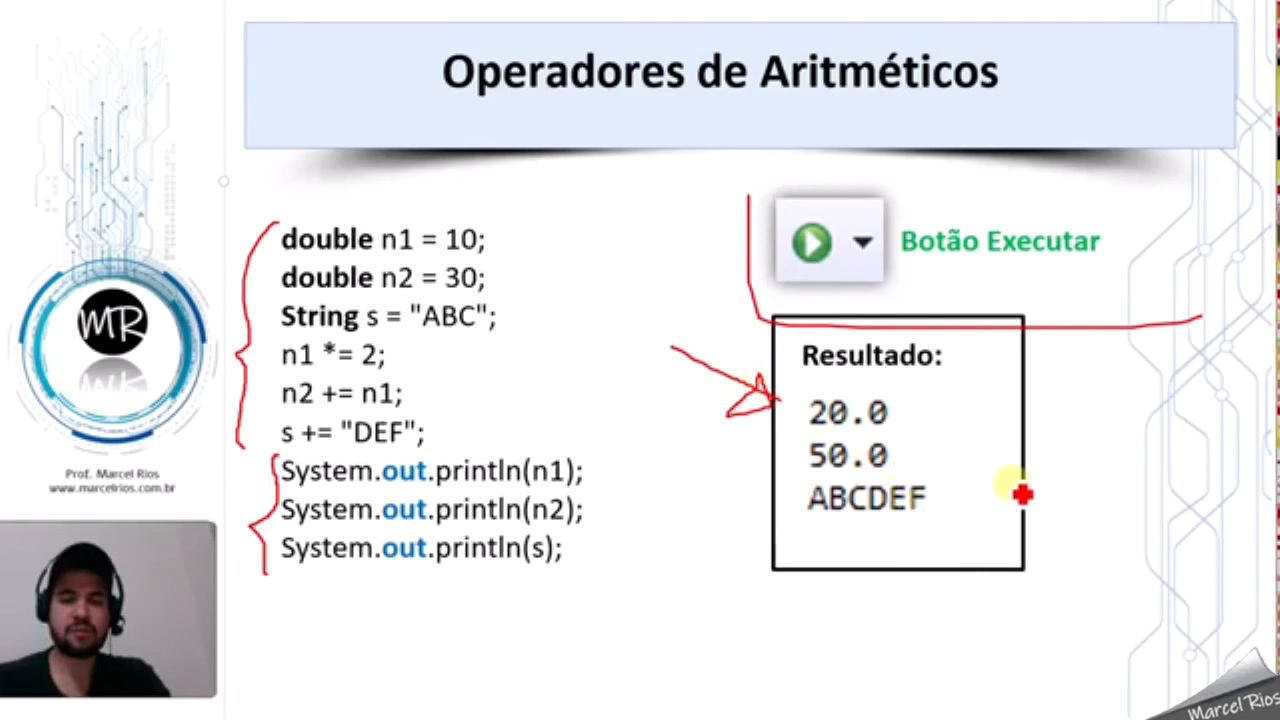 Operadores de Aritméticos
MR
Prof. Marcel Rios
www.marcelrios.com.br
double n1 = 10;
double n2 = 30;
String s = "ABC";
n1 *= 2;
n2 += n1;
s += "DEF";
System.out.println(n1);
System.out.println(n2);
System.out.println(s);
Botão Executar
Resultado:
20.0
50.0
ABCDEF
Marcel Rios